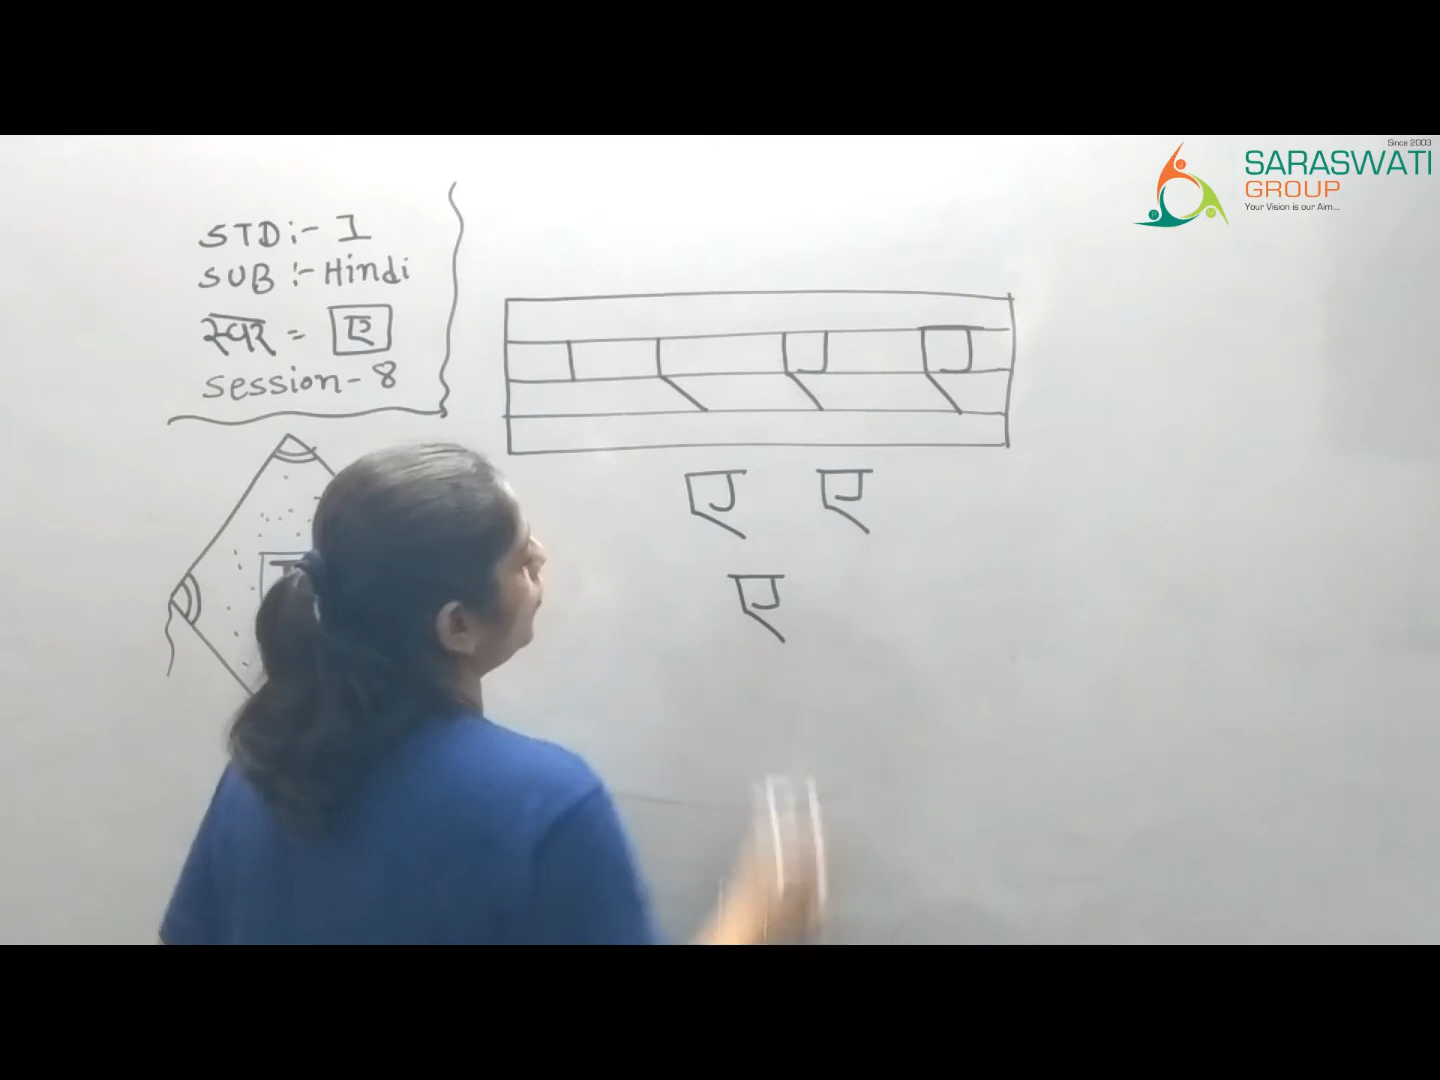 STD:- 1
SUB :- Hindi
स्वर = ए
Session - 8
ए ए
ए
Since 2003
SARASWATI
GROUP
Your Vision is our Aim....